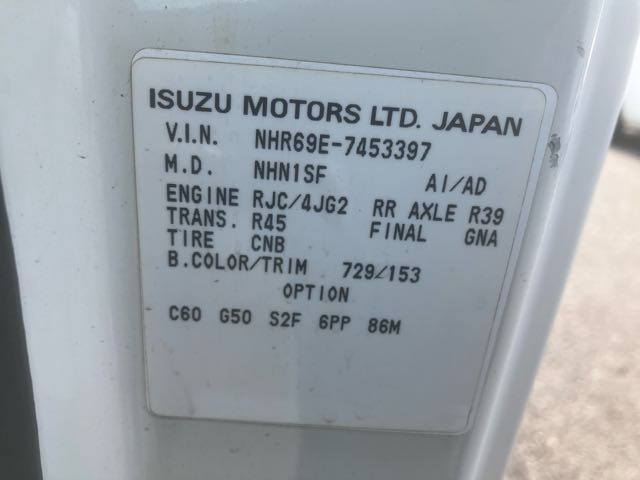 ISUZU MOTORS LTD. JAPAN
V.I.N. NHR69E-7453397
M.D. NHN1SF AI/AD
ENGINE RJC/4JG2 RR AXLE R39
TRANS. R45 FINAL GNA
TIRE CNB
B.COLOR/TRIM 729/153
OPTION
C60 G50 S2F 6PP 86M